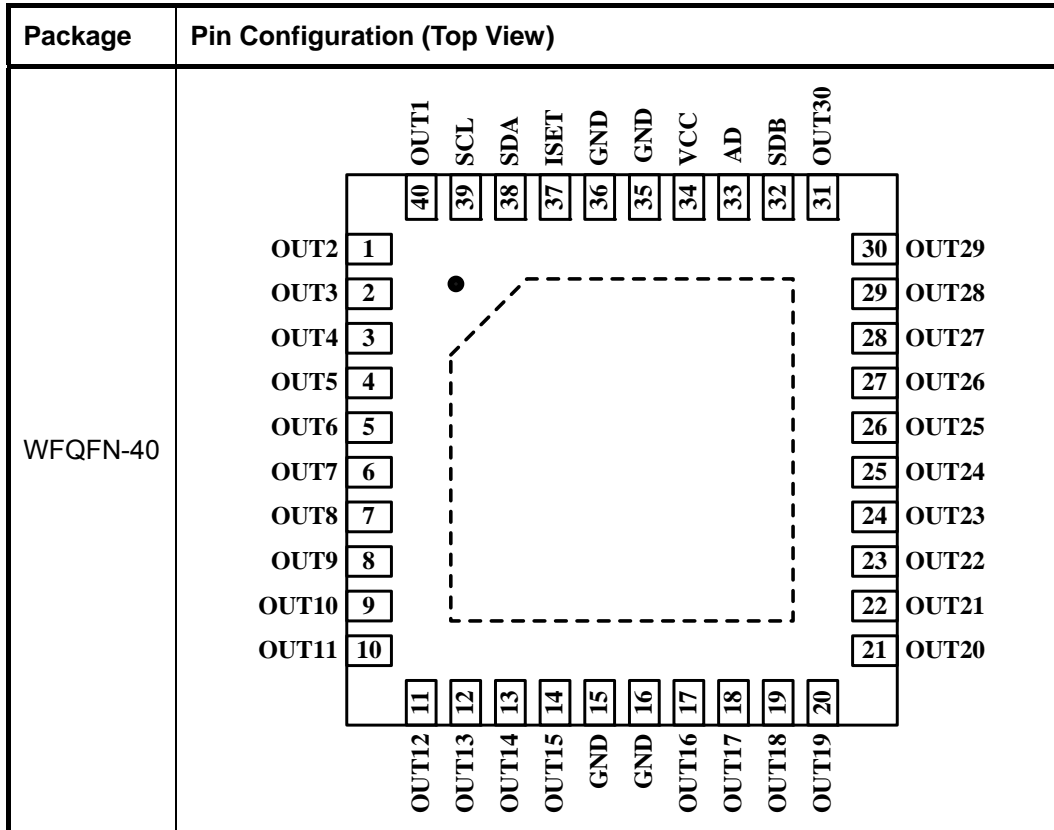 Package Pin Configuration (Top View)
WFQFN-40
OUT1 SCL SDA ISET GND GND VCC AD SDB OUT30
40 39 38 37 36 35 34 33 32 31
OUT2 1 30 OUT29
OUT3 2 29 OUT28
OUT4 3 28 OUT27
OUT5 4 27 OUT26
OUT6 5 26 OUT25
OUT7 6 25 OUT24
OUT8 7 24 OUT23
OUT9 8 23 OUT22
OUT10 9 22 OUT21
OUT11 10 21 OUT20
11 12 13 14 15 16 17 18 19 20
OUT12 OUT13 OUT14 OUT15 GND GND OUT16 OUT17 OUT18 OUT19